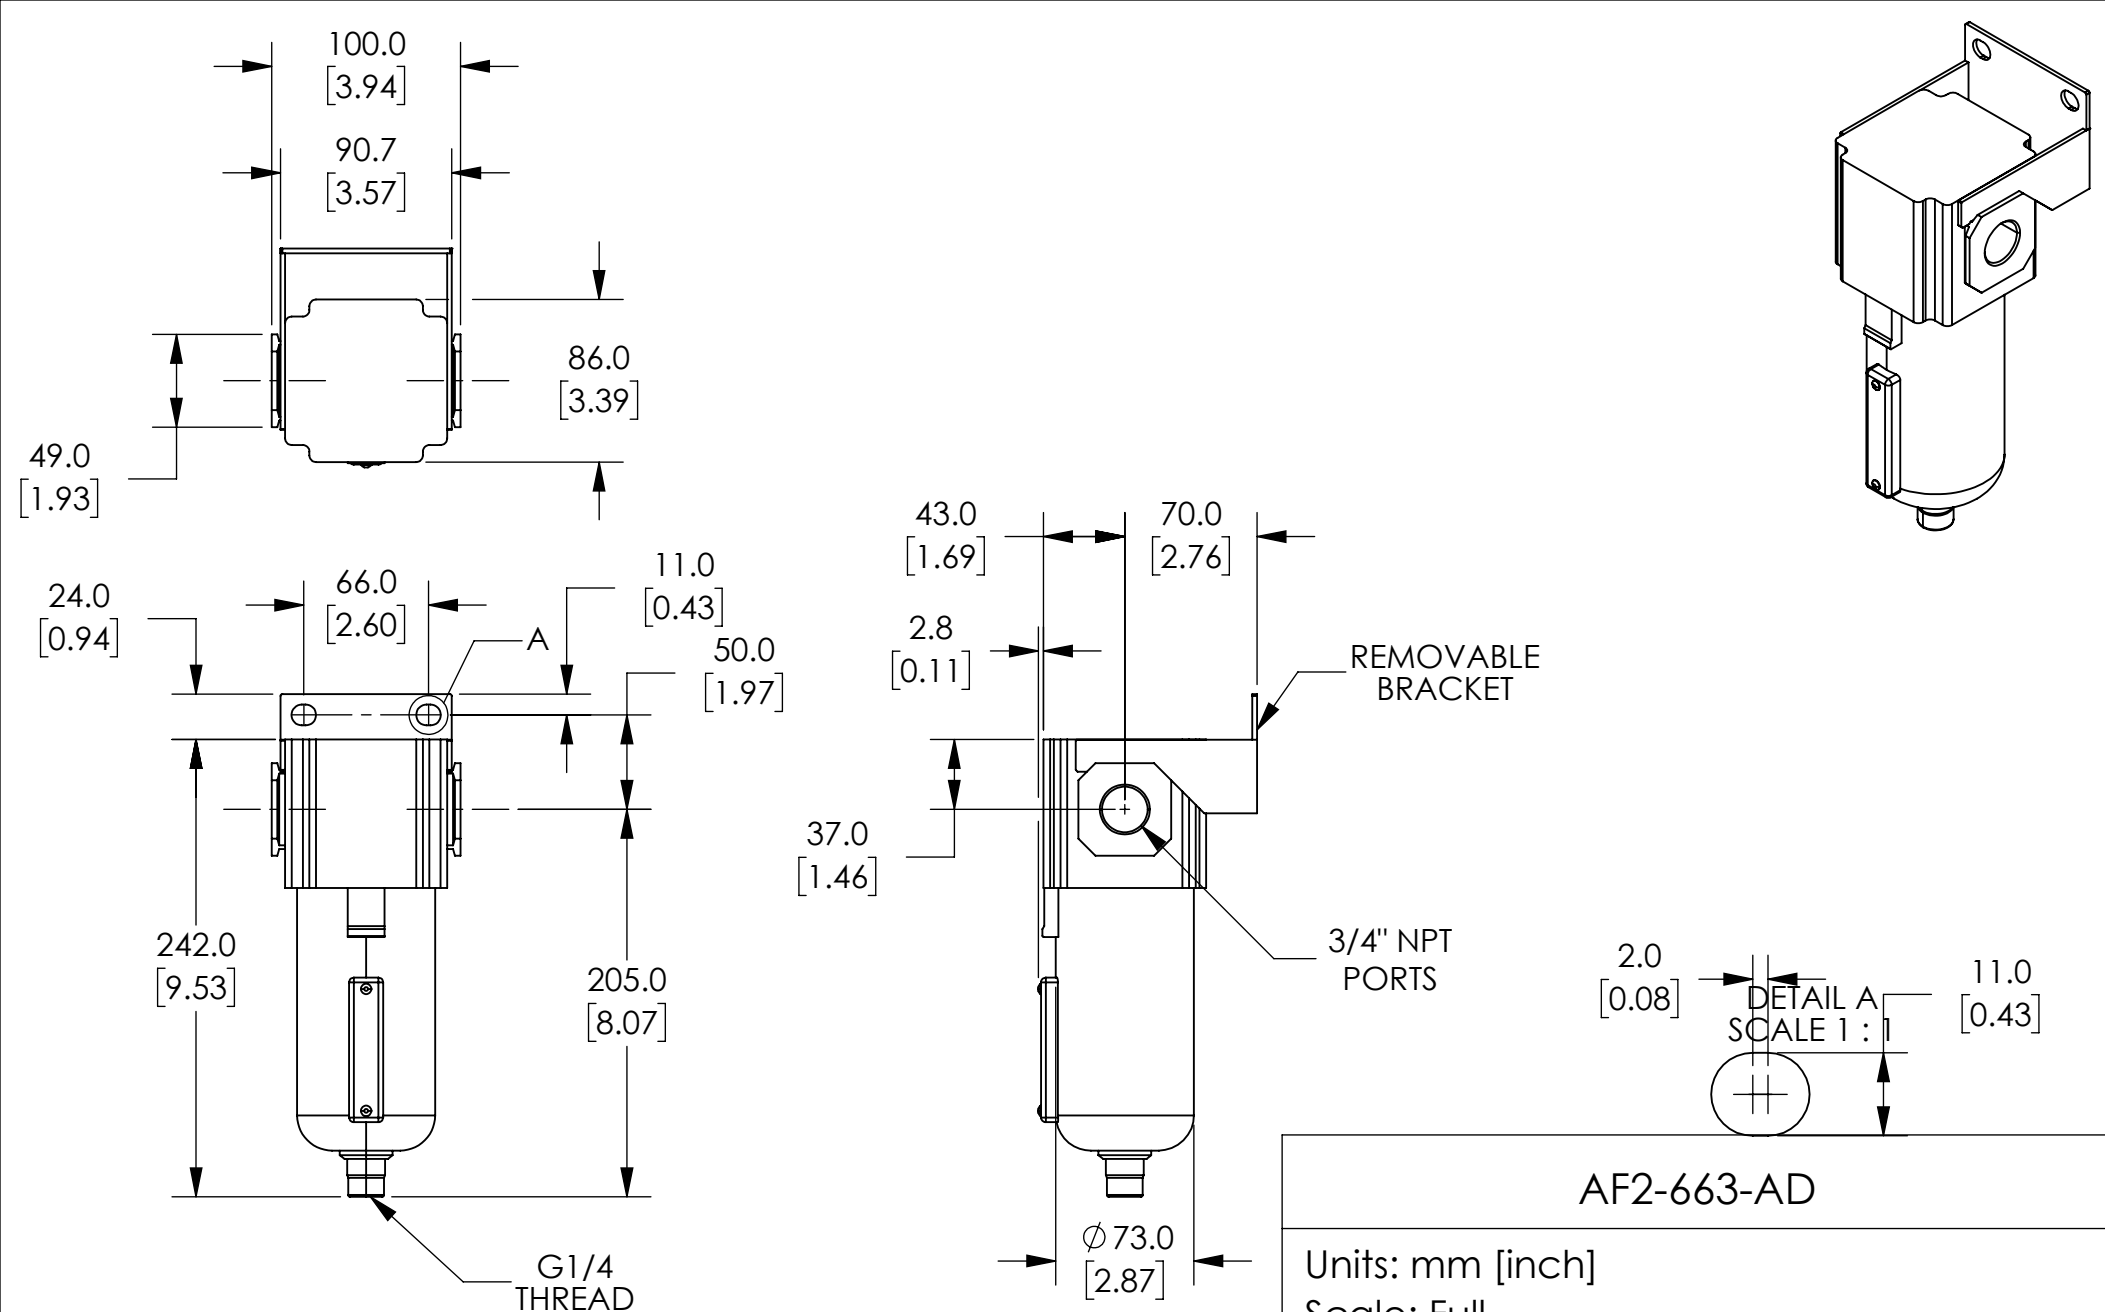 100.0
[3.94]
90.7
[3.57]
86.0
[3.39]
49.0
[1.93]
24.0
[0.94]
66.0
[2.60]
11.0
[0.43]
A
50.0
[1.97]
242.0
[9.53]
205.0
[8.07]
G1/4
THREAD
43.0
[1.69]
70.0
[2.76]
2.8
[0.11]
REMOVABLE
BRACKET
37.0
[1.46]
3/4" NPT
PORTS
Ø 73.0
[2.87]
2.0
[0.08]
DETAIL A
SCALE 1 : 1
11.0
[0.43]
AF2-663-AD
Units: mm [inch]
Scale: Full